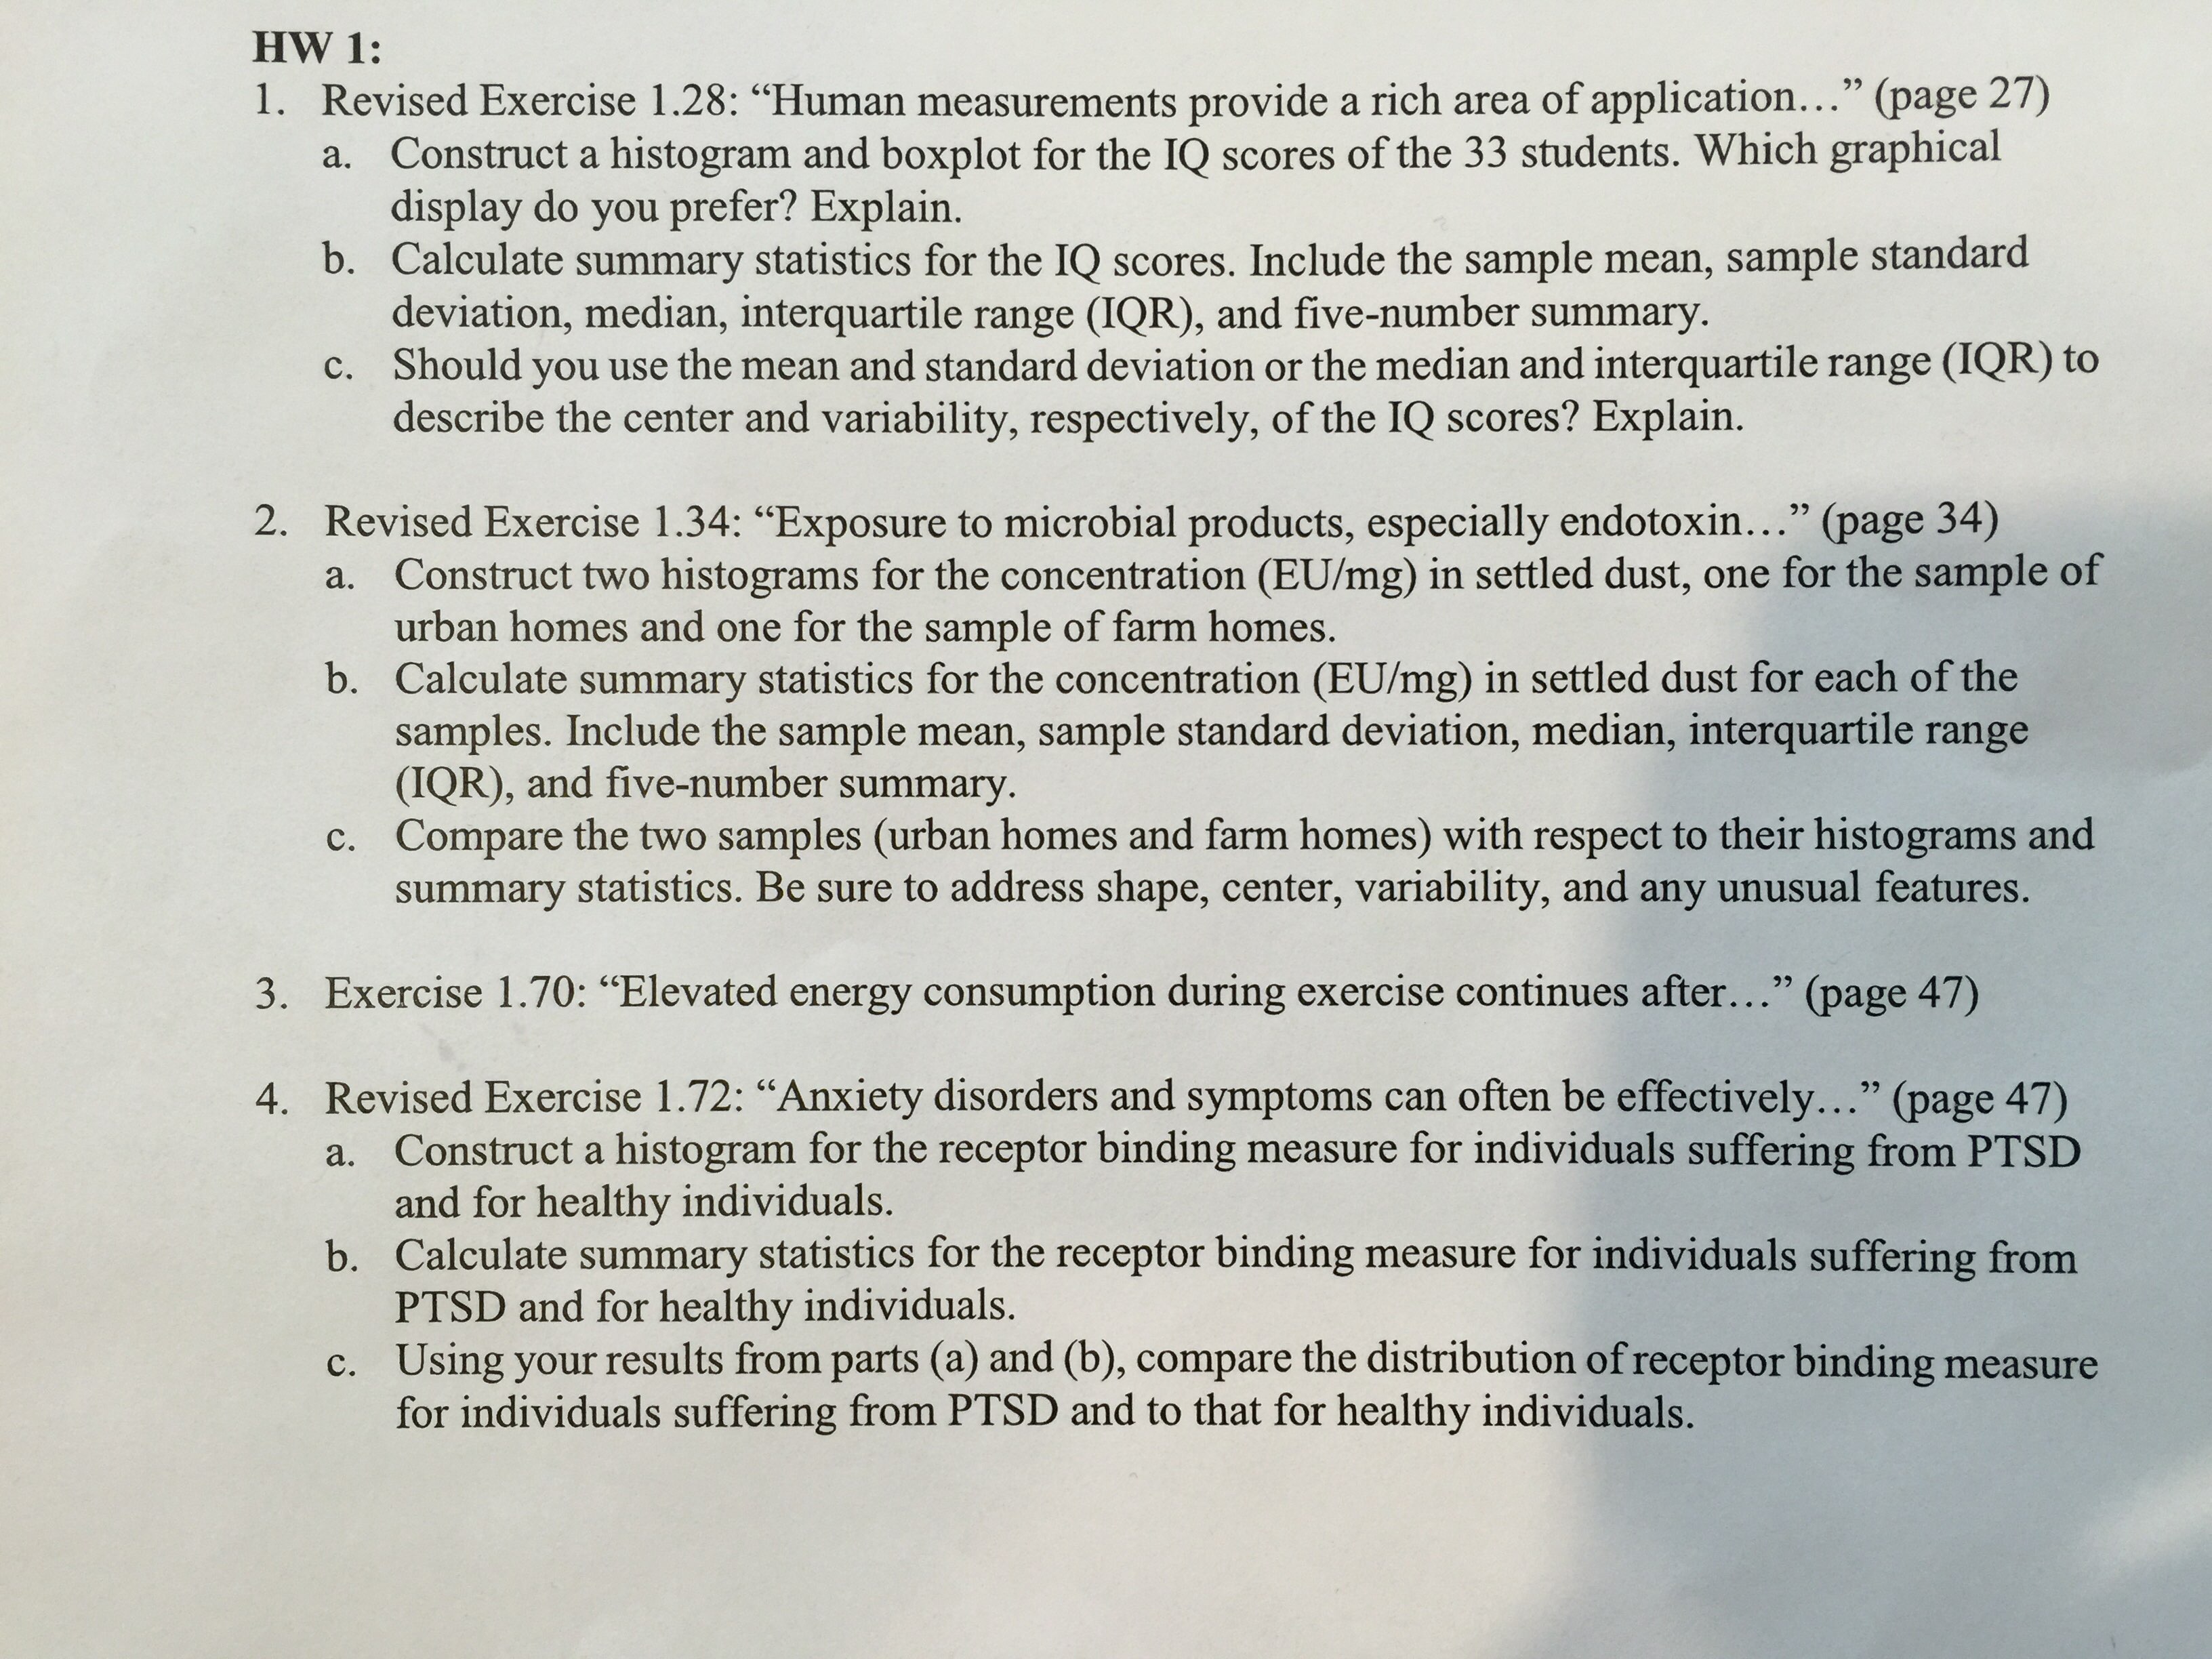 HW 1:
1. Revised Exercise 1.28: “Human measurements provide a rich area of application…” (page 27)
a. Construct a histogram and boxplot for the IQ scores of the 33 students. Which graphical
display do you prefer? Explain.
b. Calculate summary statistics for the IQ scores. Include the sample mean, sample standard
deviation, median, interquartile range (IQR), and five-number summary.
c. Should you use the mean and standard deviation or the median and interquartile range (IQR) to
describe the center and variability, respectively, of the IQ scores? Explain.
2. Revised Exercise 1.34: “Exposure to microbial products, especially endotoxin…” (page 34)
a. Construct two histograms for the concentration (EU/mg) in settled dust, one for the sample of
urban homes and one for the sample of farm homes.
b. Calculate summary statistics for the concentration (EU/mg) in settled dust for each of the
samples. Include the sample mean, sample standard deviation, median, interquartile range
(IQR), and five-number summary.
c. Compare the two samples (urban homes and farm homes) with respect to their histograms and
summary statistics. Be sure to address shape, center, variability, and any unusual features.
3. Exercise 1.70: “Elevated energy consumption during exercise continues after…” (page 47)
4. Revised Exercise 1.72: “Anxiety disorders and symptoms can often be effectively…” (page 47)
a. Construct a histogram for the receptor binding measure for individuals suffering from PTSD
and for healthy individuals.
b. Calculate summary statistics for the receptor binding measure for individuals suffering from
PTSD and for healthy individuals.
c. Using your results from parts (a) and (b), compare the distribution of receptor binding measure
for individuals suffering from PTSD and to that for healthy individuals.